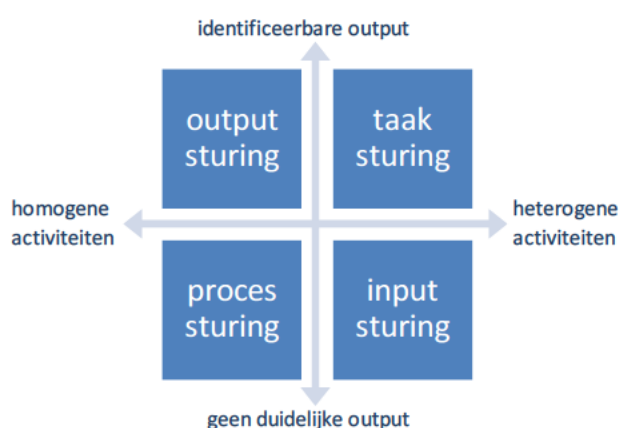 identificeerbare output
output
sturing
taak
sturing
homogene
activiteiten
heterogene
activiteiten
proces
sturing
input
sturing
geen duidelijke output